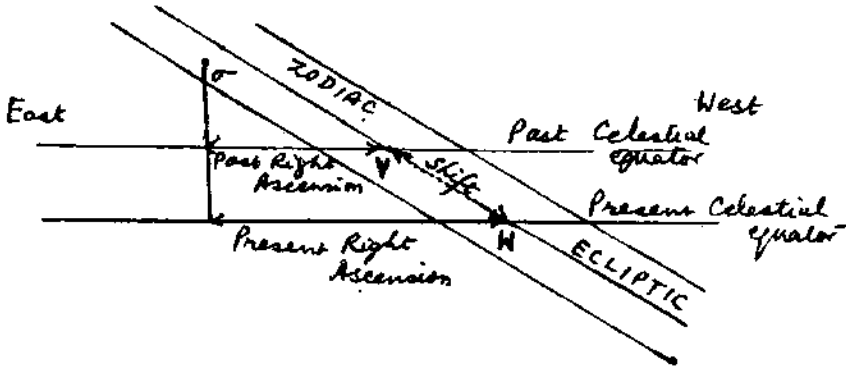 ZODIAC
σ
East
West
Past Celestial
equator
Past Right
Ascension
V
Shift
Present Celestial
equator
Present Right
Ascension
W
ECLIPTIC